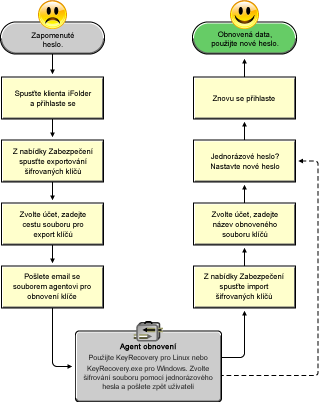 Zapomenuté
heslo.
Spusťte klienta iFolder
a přihlaste se
Z nabídky Zabezpečení
spusťte exportování
šifrovaných klíčů
Zvolte účet, zadejte
cestu souboru pro
export klíčů
Pošlete email se
souborem agentovi pro
obnovení klíče
Agent obnovení
Použijte KeyRecovery pro Linux nebo
KeyRecovery.exe pro Windows. Zvolte
šifrování souboru pomocí jednorázového
hesla a pošlete zpět uživateli
Z nabídky Zabezpečení
spusťte import
šifrovaných klíčů
Zvolte účet, zadejte
název obnoveného
souboru klíčů
Jednorázové heslo?
Nastavte nové heslo
Znovu se přihlaste
Obnovená data,
použijte nové heslo.